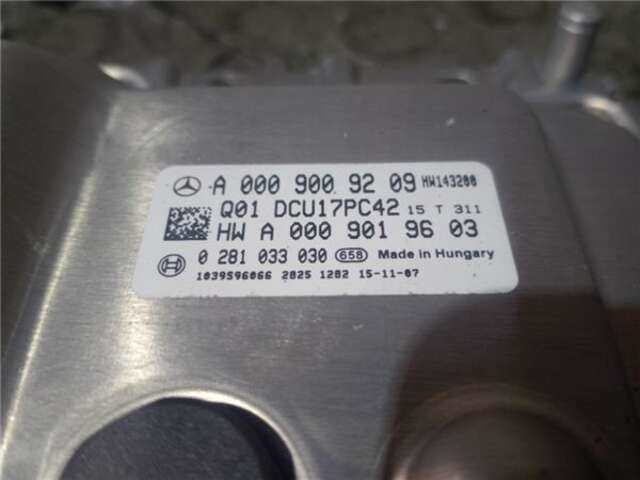 A 000 900 92 09 HW143200
Q01 DCU17PC42 15 T 311
HW A 000 901 96 03
0 281 033 030 658 Made in Hungary
1039S96066 2825 1202 15-11-07